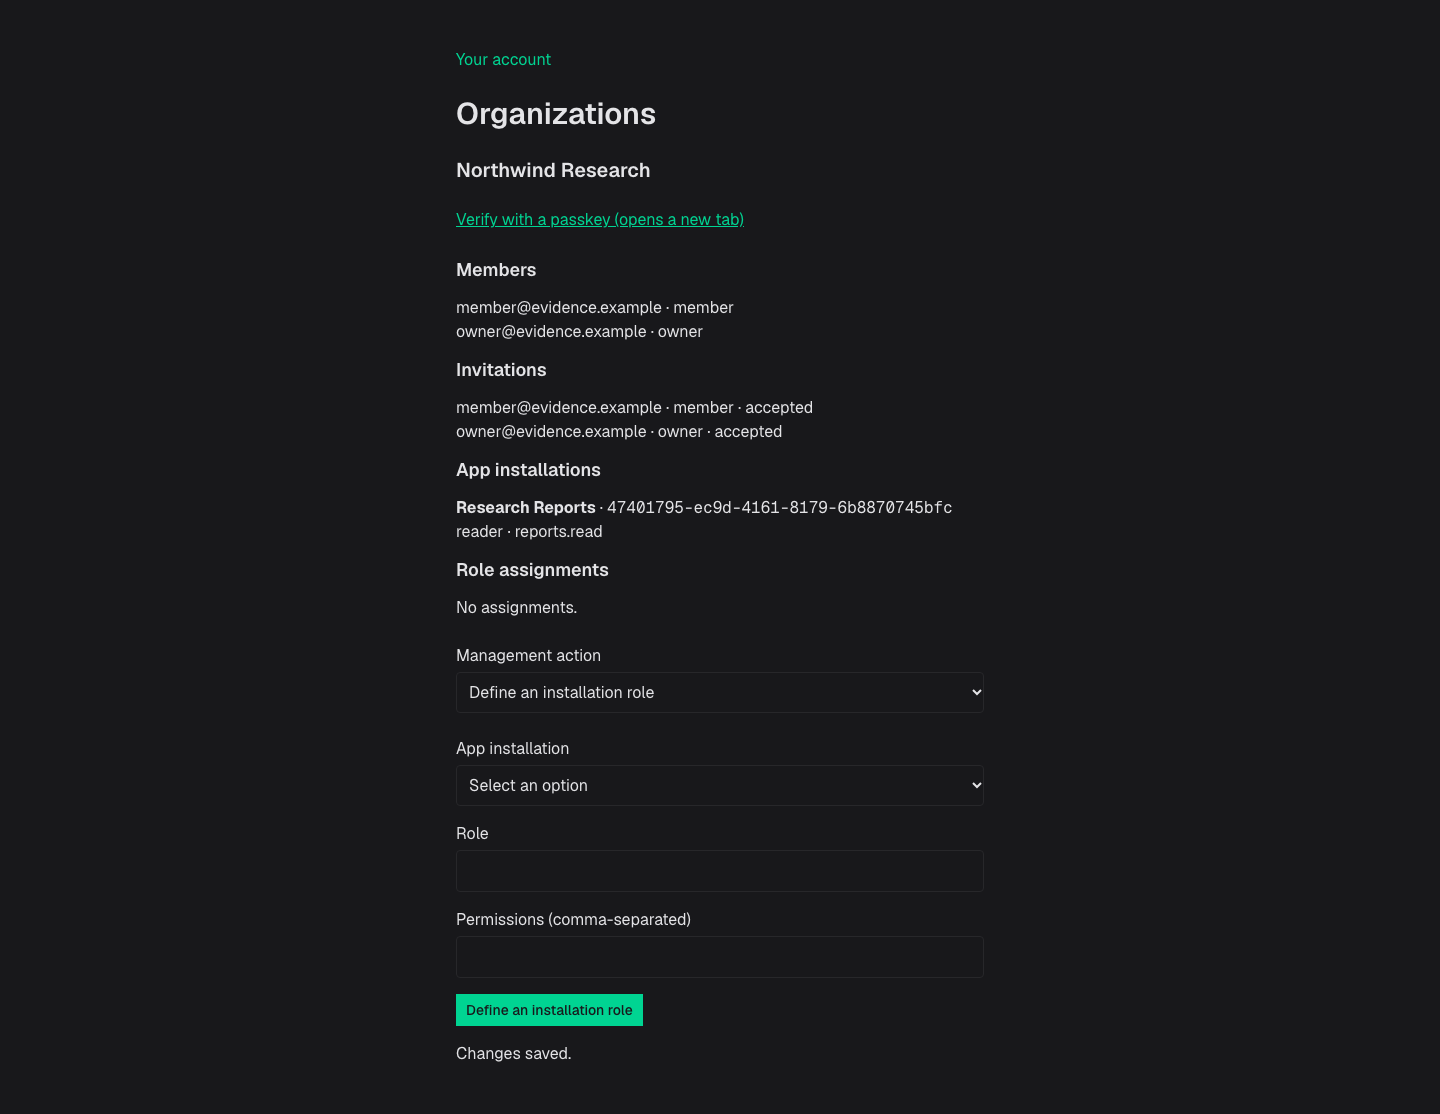 Your account
Organizations
Northwind Research
Verify with a passkey (opens a new tab)
Members
member@evidence.example · member
owner@evidence.example · owner
Invitations
member@evidence.example · member · accepted
owner@evidence.example · owner · accepted
App installations
Research Reports · 47401795-ec9d-4161-8179-6b8870745bfc
reader · reports.read
Role assignments
No assignments.
Management action
Define an installation role
App installation
Select an option
Role
Permissions (comma-separated)
Define an installation role
Changes saved.